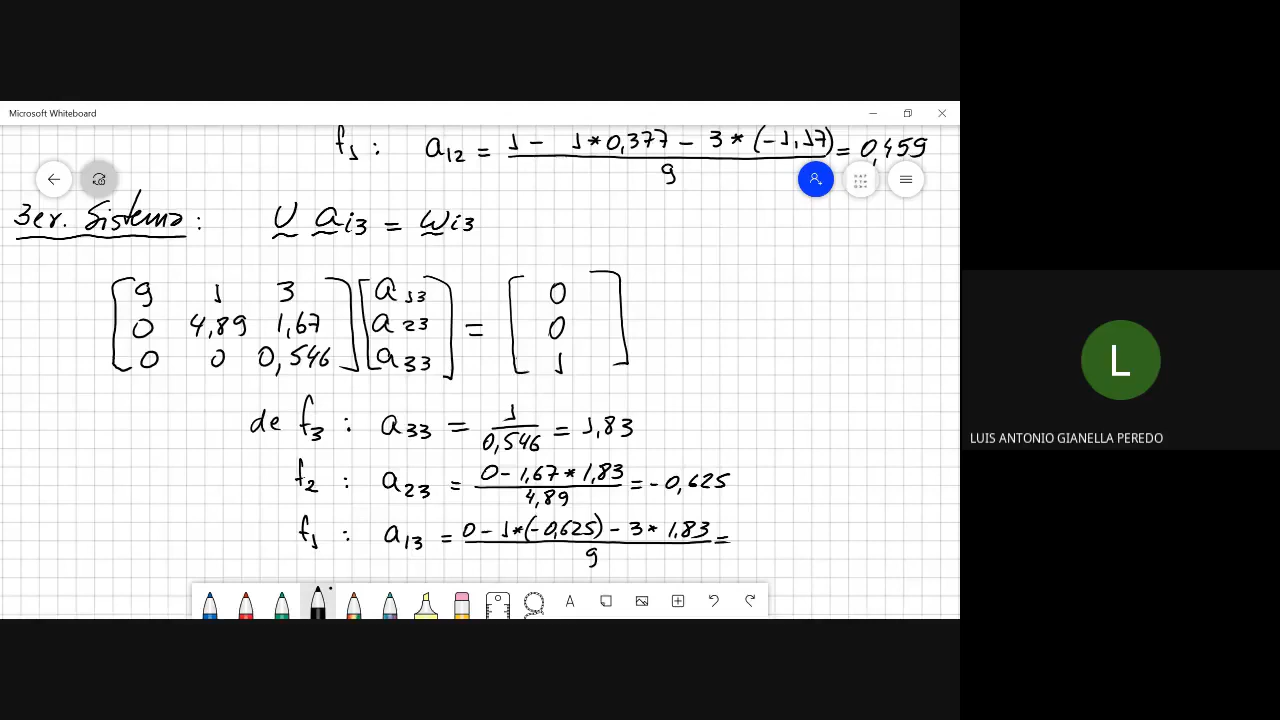 Microsoft Whiteboard
f1 : a12 = (1 - 1*0,377 - 3*(-1,17)) / 9 = 0,459
3er. Sistema : U ai3 = wi3
[9 1 3] [a13] = [0]
[0 4,89 1,67] [a23] = [0]
[0 0 0,546] [a33] = [1]
de f3 : a33 = 1 / 0,546 = 1,83
f2 : a23 = (0 - 1,67*1,83) / 4,89 = -0,625
f1 : a13 = (0 - 1*(-0,625) - 3*1,83) / 9 =
A
L
LUIS ANTONIO GIANELLA PEREDO